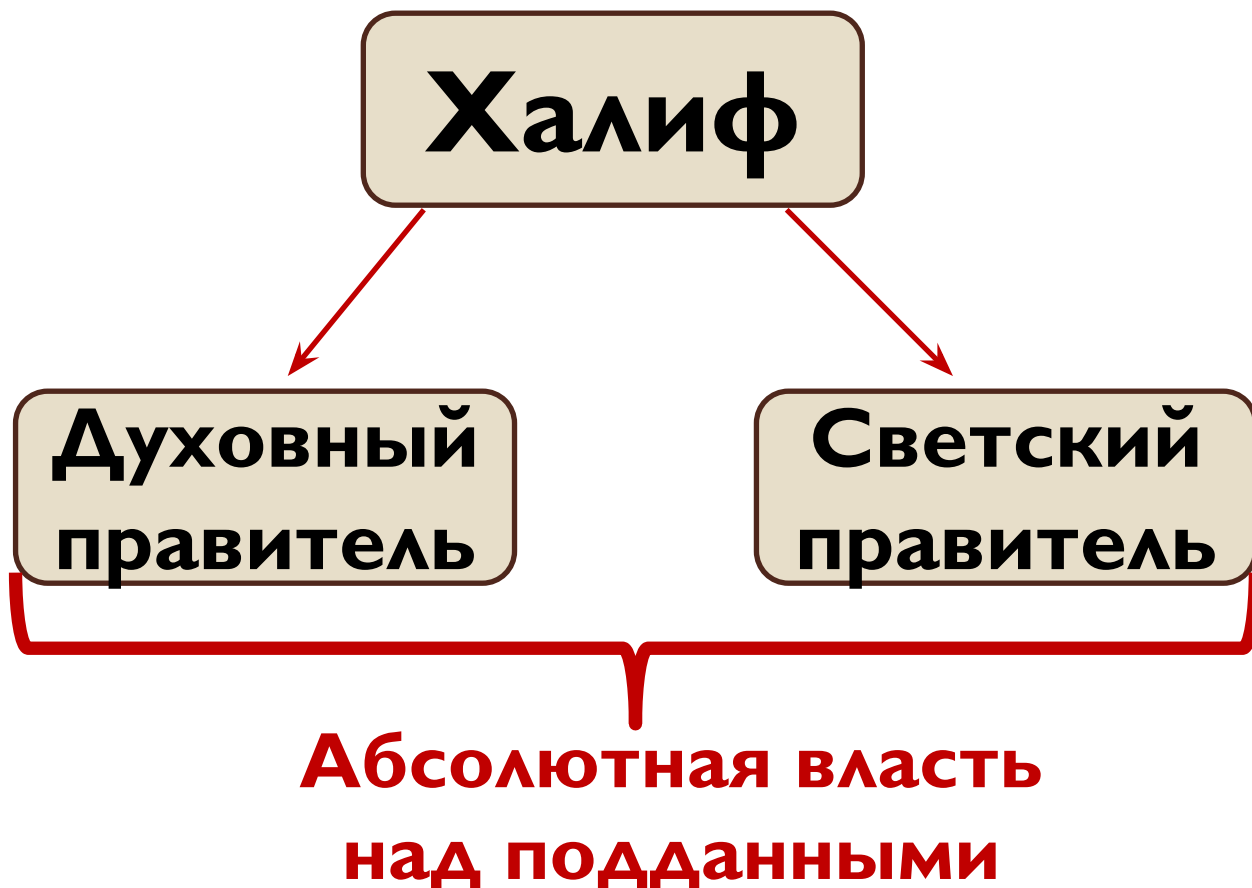 Халиф
Духовный
правитель
Светский
правитель
Абсолютная власть
над подданными